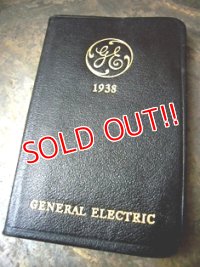 GE
1938
SOLD OUT!!
GENERAL ELECTRIC